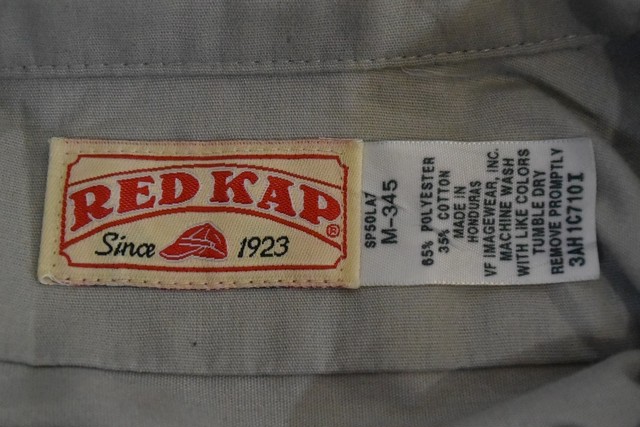 RED KAP®
Since 1923
SP50LA7
M-345
65% POLYESTER
35% COTTON
MADE IN
HONDURAS
VF IMAGEWEAR, INC.
MACHINE WASH
WITH LIKE COLORS
TUMBLE DRY
REMOVE PROMPTLY
3AH1C710I